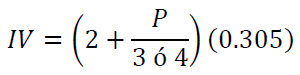 IV = (2 + P / 3 ó 4) (0.305)